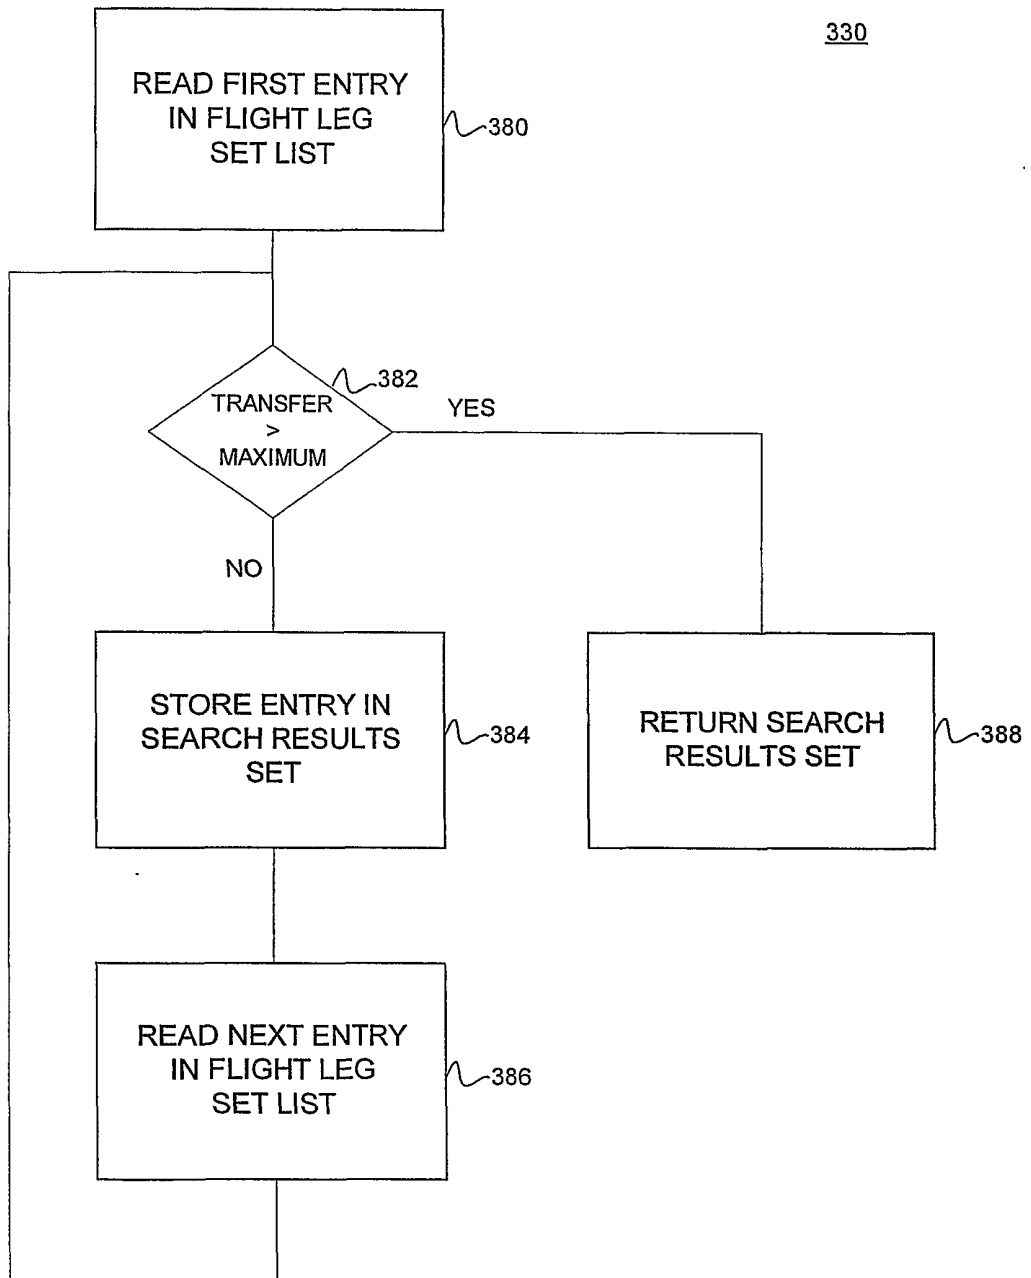 330
READ FIRST ENTRY
IN FLIGHT LEG
SET LIST
380
382
TRANSFER
>
MAXIMUM
YES
NO
STORE ENTRY IN
SEARCH RESULTS
SET
384
RETURN SEARCH
RESULTS SET
388
READ NEXT ENTRY
IN FLIGHT LEG
SET LIST
386